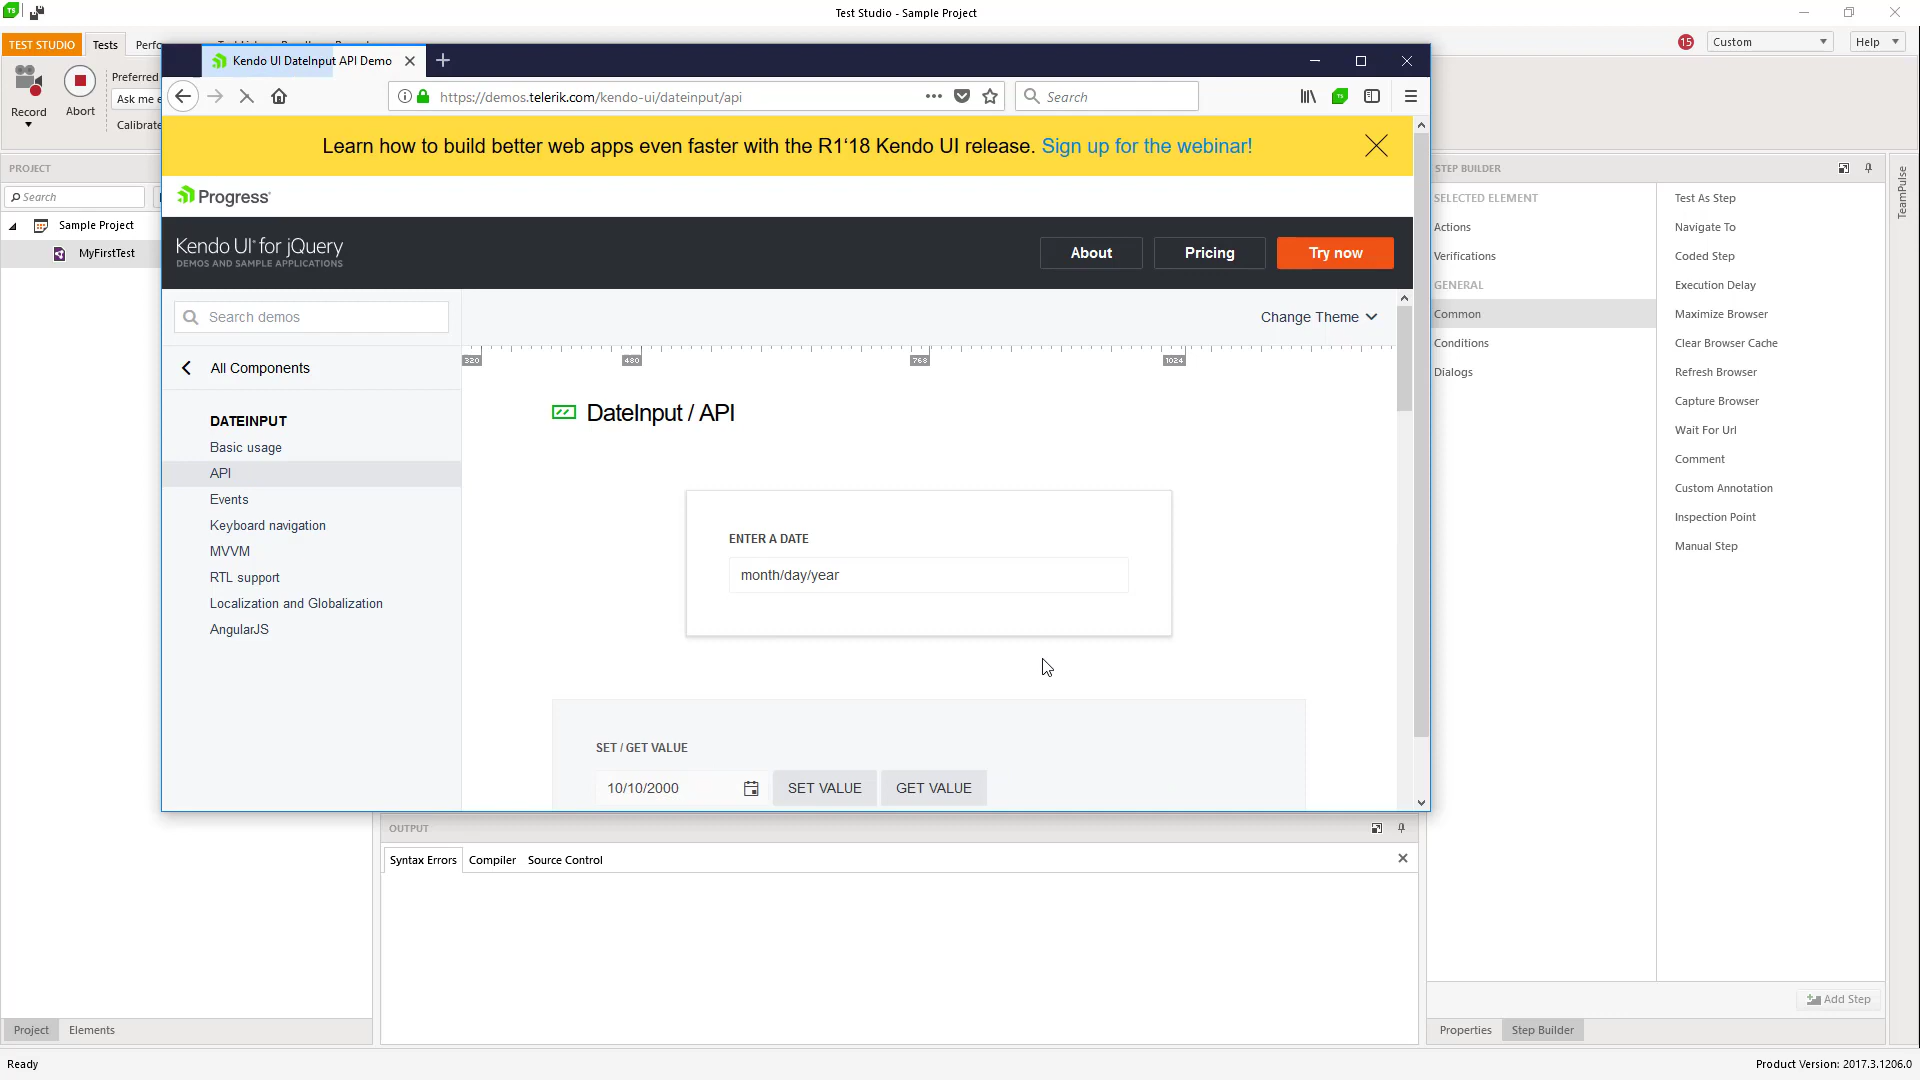 Test Studio - Sample Project
TEST STUDIO
Tests
15
Custom
Help
Record
Abort
Preferred
Ask me
Calibrate
Kendo UI DateInput API Demo
https://demos.telerik.com/kendo-ui/dateinput/api
Search
Learn how to build better web apps even faster with the R1'18 Kendo UI release. Sign up for the webinar!
Progress
Kendo UI for jQuery
DEMOS AND SAMPLE APPLICATIONS
About
Pricing
Try now
Search demos
Change Theme
All Components
320
480
768
1024
DATEINPUT
Basic usage
API
Events
Keyboard navigation
MVVM
RTL support
Localization and Globalization
AngularJS
DateInput / API
ENTER A DATE
month/day/year
SET / GET VALUE
10/10/2000
SET VALUE
GET VALUE
PROJECT
Search
Sample Project
MyFirstTest
Project
Elements
OUTPUT
Syntax Errors
Compiler
Source Control
STEP BUILDER
SELECTED ELEMENT
Actions
Verifications
GENERAL
Common
Conditions
Dialogs
Test As Step
Navigate To
Coded Step
Execution Delay
Maximize Browser
Clear Browser Cache
Refresh Browser
Capture Browser
Wait For Url
Comment
Custom Annotation
Inspection Point
Manual Step
Add Step
Properties
Step Builder
TeamPulse
Ready
Product Version: 2017.3.1206.0